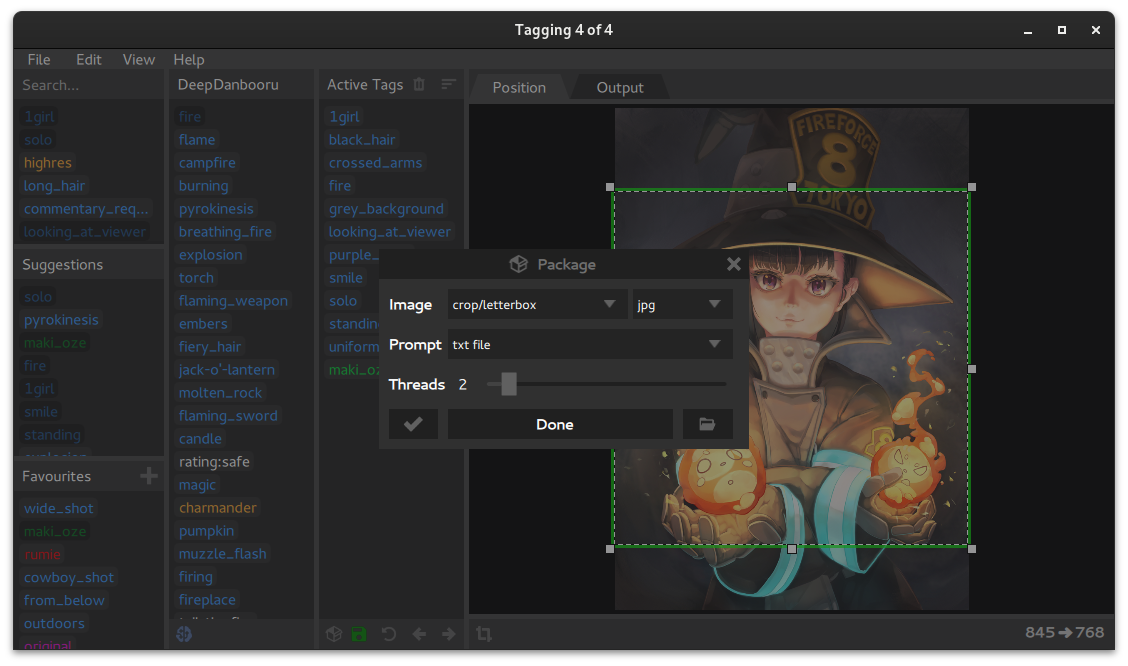 Tagging 4 of 4
File Edit View Help
Search...
1girl
solo
highres
long_hair
commentary_req...
looking_at_viewer
Suggestions
solo
pyrokinesis
maki_oze
fire
1girl
smile
standing
explosion
Favourites
wide_shot
maki_oze
rumie
cowboy_shot
from_below
outdoors
original
DeepDanbooru
fire
flame
campfire
burning
pyrokinesis
breathing_fire
explosion
torch
flaming_weapon
embers
fiery_hair
jack-o'-lantern
molten_rock
flaming_sword
candle
rating:safe
magic
charmander
pumpkin
muzzle_flash
firing
fireplace
Active Tags
1girl
black_hair
crossed_arms
fire
grey_background
looking_at_viewer
purple_
smile
solo
standin
uniform
maki_oz
Position Output
FIREFORCE
8
TOKYO
Package
Image crop/letterbox jpg
Prompt txt file
Threads 2
Done
845 768